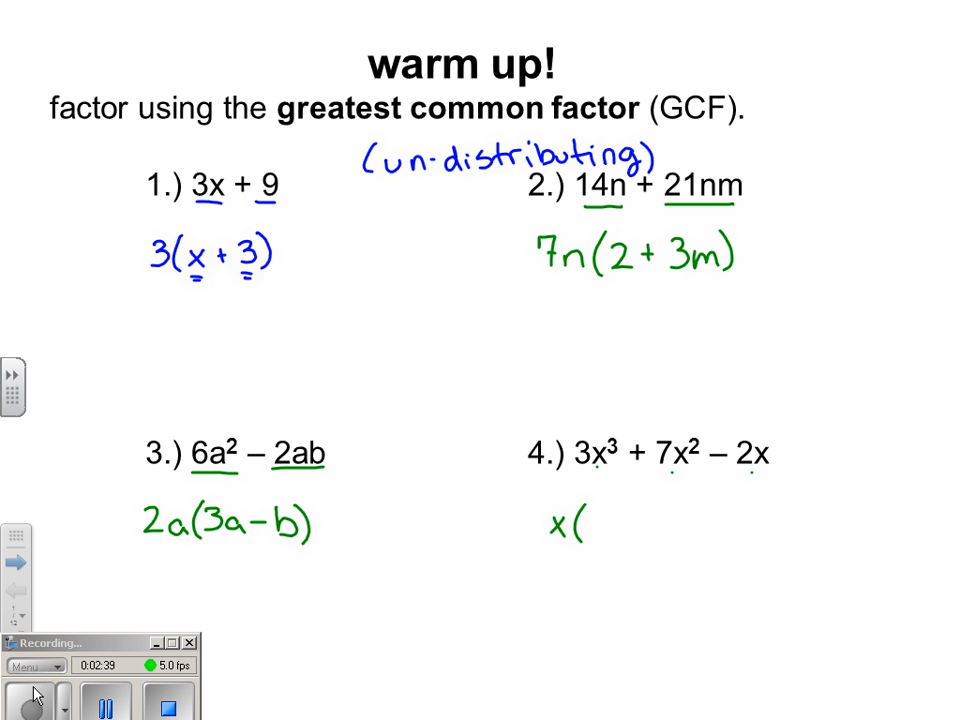 warm up!
factor using the greatest common factor (GCF).
(un-distributing)
1.) 3x + 9
2.) 14n + 21nm
3(x + 3)
7n(2 + 3m)
3.) 6a² – 2ab
4.) 3x³ + 7x² – 2x
2a(3a – b)
x(
Recording...
Menu
0:02:39
5.0 fps